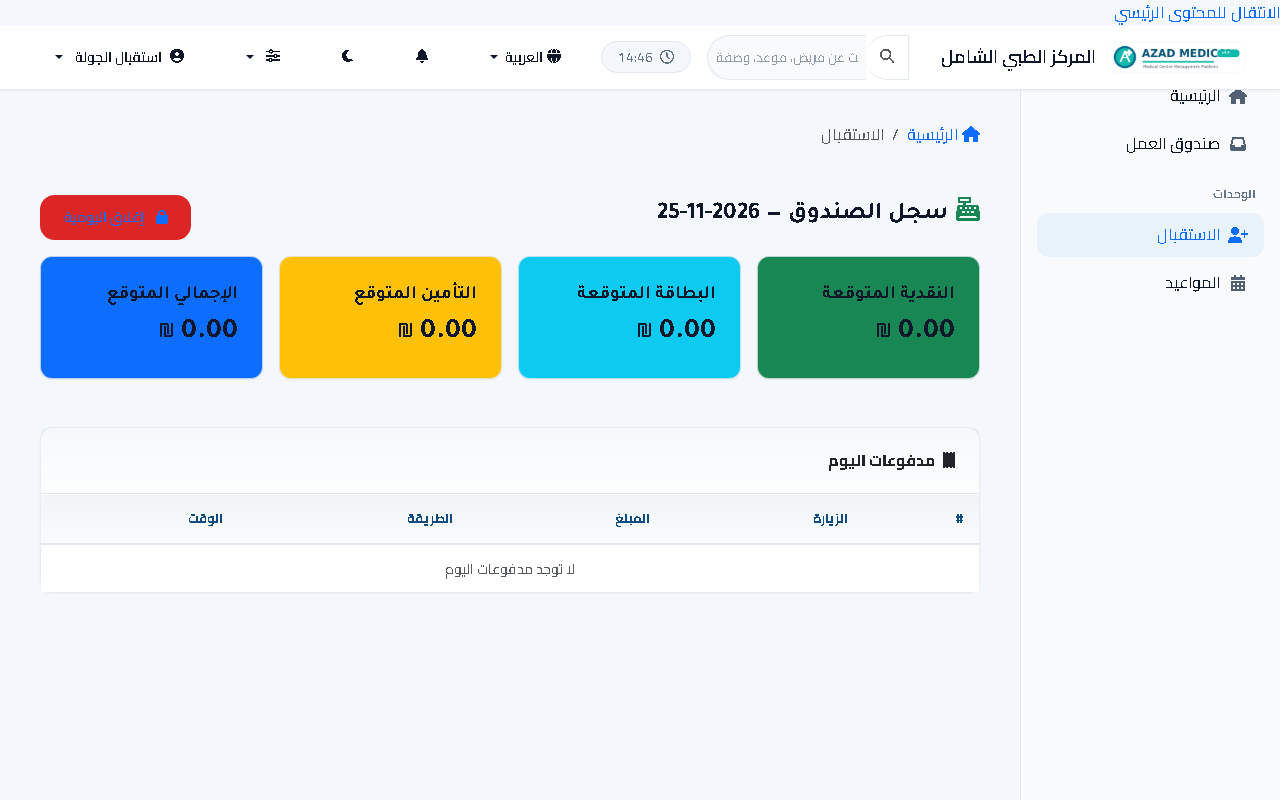 الانتقال للمحتوى الرئيسي
AZAD MEDIC
Medical Centre Management Platform
المركز الطبي الشامل
ث عن مريض، موعد، وصفة
14:46
العربية
استقبال الجولة
الرئيسية
صندوق العمل
الوحدات
الاستقبال
المواعيد
الرئيسية / الاستقبال
سجل الصندوق – 2026-11-25
النقدية المتوقعة
0.00 ₪
البطاقة المتوقعة
0.00 ₪
التأمين المتوقع
0.00 ₪
الإجمالي المتوقع
0.00 ₪
مدفوعات اليوم
# الزيارة المبلغ الطريقة الوقت
لا توجد مدفوعات اليوم